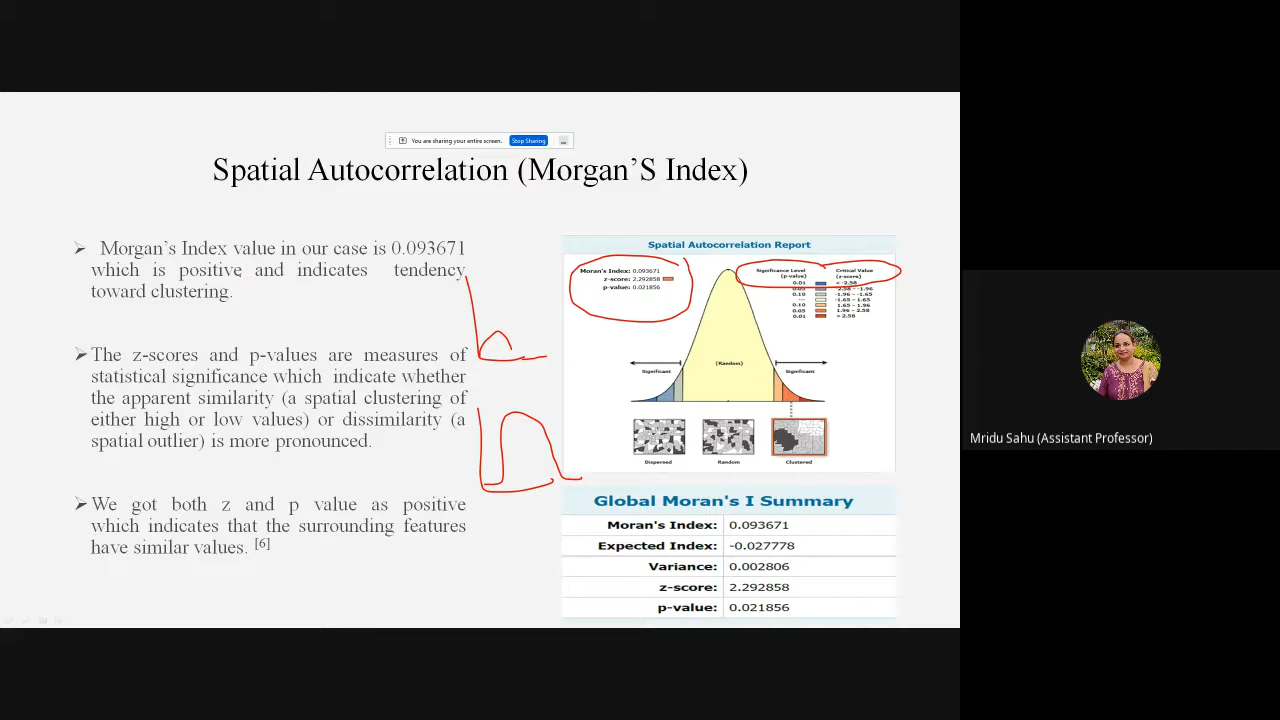 You are sharing your entire screen. Stop Sharing
Spatial Autocorrelation (Morgan'S Index)
Morgan's Index value in our case is 0.093671
which is positive and indicates tendency
toward clustering.
The z-scores and p-values are measures of
statistical significance which indicate whether
the apparent similarity (a spatial clustering of
either high or low values) or dissimilarity (a
spatial outlier) is more pronounced.
We got both z and p value as positive
which indicates that the surrounding features
have similar values. [6]
Spatial Autocorrelation Report
Moran's Index: 0.093671
z-score: 2.292858
p-value: 0.021856
Significance Level Critical Value
(p-value) (z-score)
0.01 < -2.58
0.05 -2.58 - -1.96
0.10 -1.96 - -1.65
--- -1.65 - 1.65
0.10 1.65 - 1.96
0.05 1.96 - 2.58
0.01 > 2.58
(Random)
Significant Significant
Dispersed Random Clustered
Global Moran's I Summary
Moran's Index: 0.093671
Expected Index: -0.027778
Variance: 0.002806
z-score: 2.292858
p-value: 0.021856
Mridu Sahu (Assistant Professor)